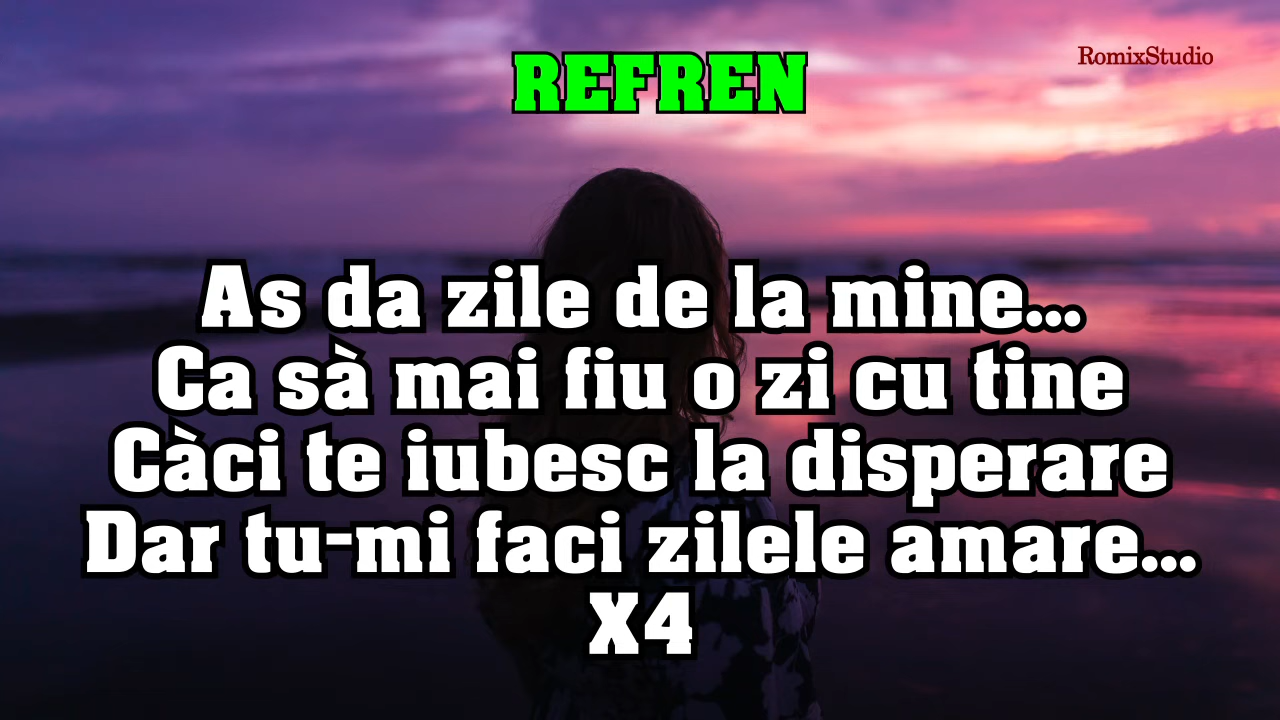 REFREN
RomixStudio
As da zile de la mine...
Ca sà mai fiu o zi cu tine
Càci te iubesc la disperare
Dar tu-mi faci zilele amare...
X4